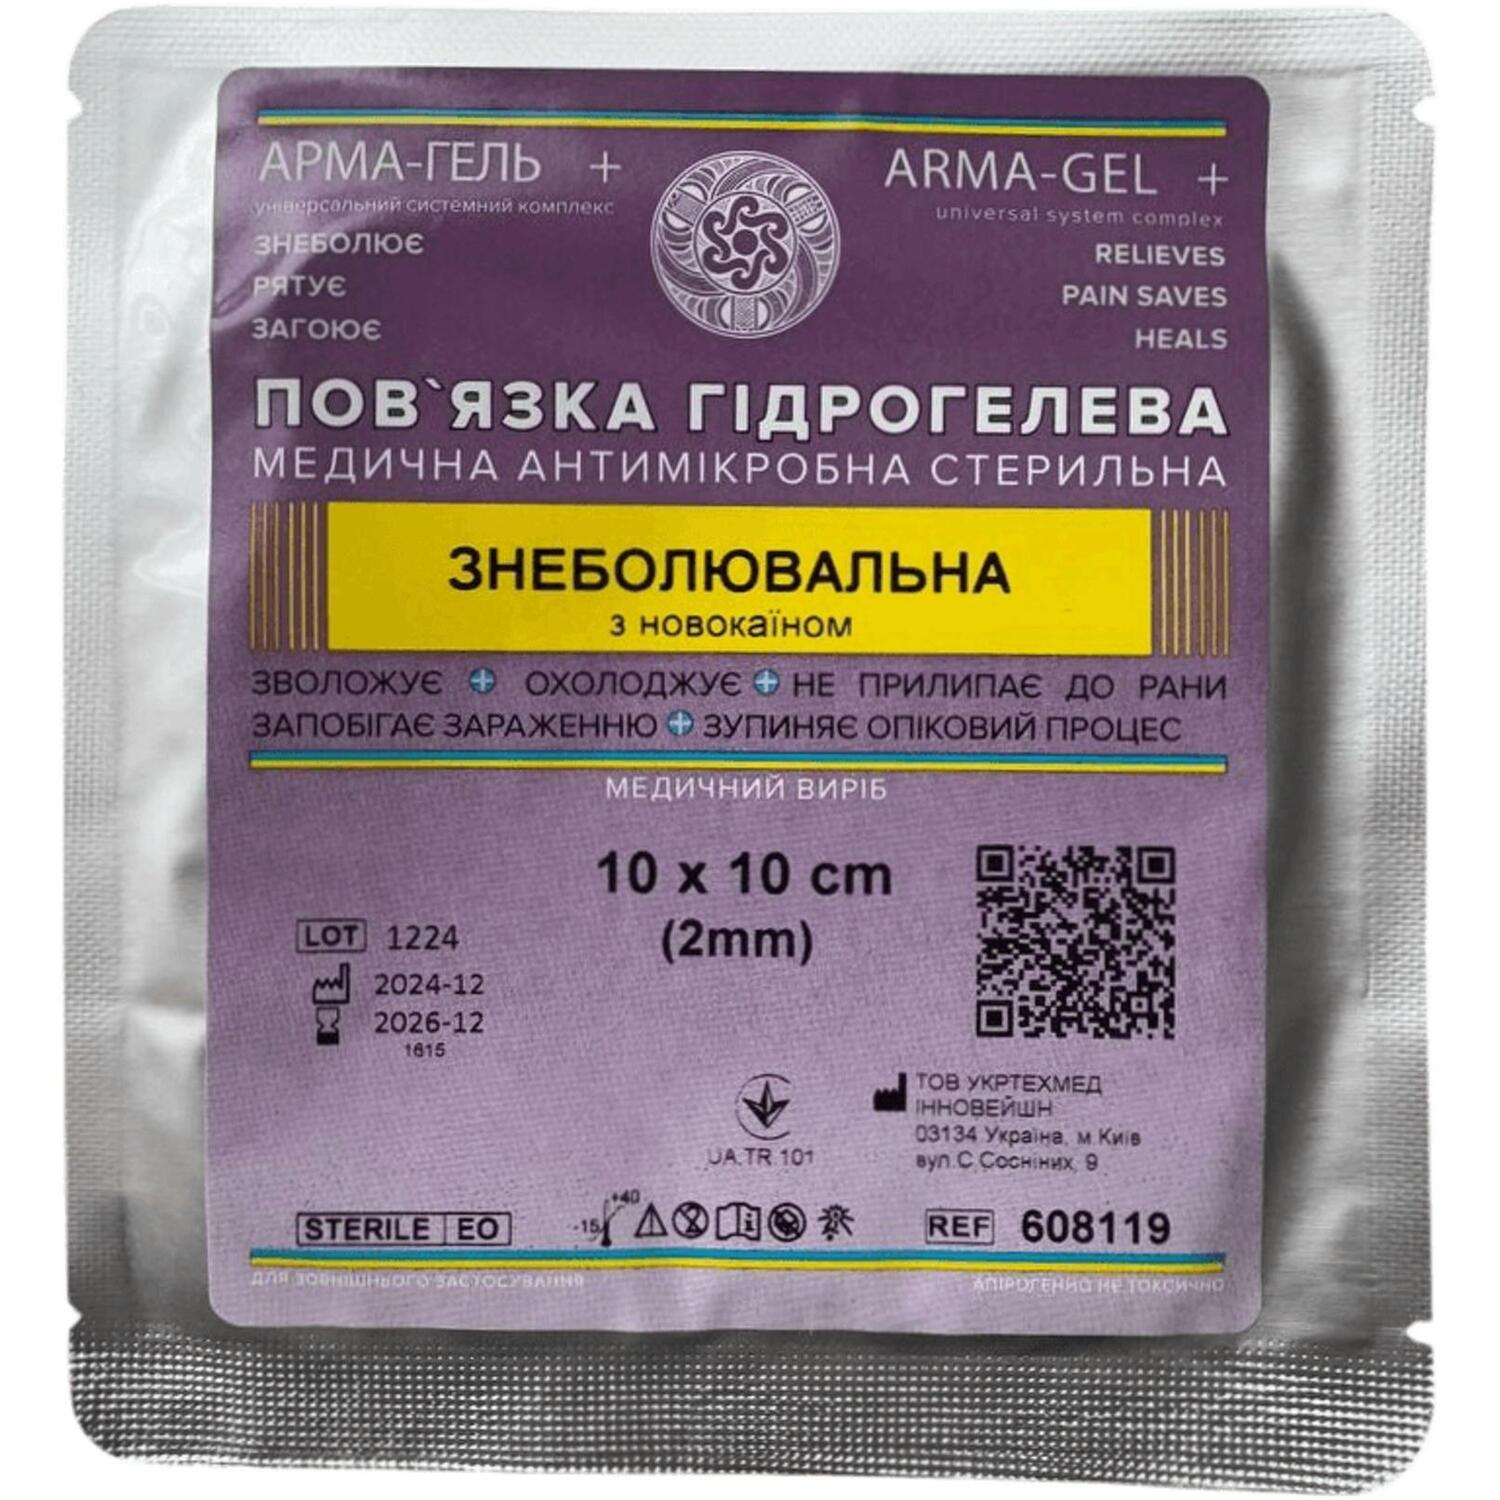 АРМА-ГЕЛЬ +
універсальний системний комплекс
ЗНЕБОЛЮЄ
РЯТУЄ
ЗАГОЮЄ
ARMA-GEL +
universal system complex
RELIEVES
PAIN SAVES
HEALS
ПОВ`ЯЗКА ГІДРОГЕЛЕВА
МЕДИЧНА АНТИМІКРОБНА СТЕРИЛЬНА
ЗНЕБОЛЮВАЛЬНА
з новокаїном
ЗВОЛОЖУЄ + ОХОЛОДЖУЄ + НЕ ПРИЛИПАЄ ДО РАНИ
ЗАПОБІГАЄ ЗАРАЖЕННЮ + ЗУПИНЯЄ ОПІКОВИЙ ПРОЦЕС
МЕДИЧНИЙ ВИРІБ
10 x 10 cm
(2mm)
LOT 1224
2024-12
2026-12
1615
UA.TR.101
ТОВ УКРТЕХМЕД
ІННОВЕЙШН
03134 Україна, м.Київ
вул.С.Сосніних, 9
STERILE EO
-15 +40
REF 608119
ДЛЯ ЗОВНІШНЬОГО ЗАСТОСУВАННЯ
АПІРОГЕННО НЕ ТОКСИЧНО